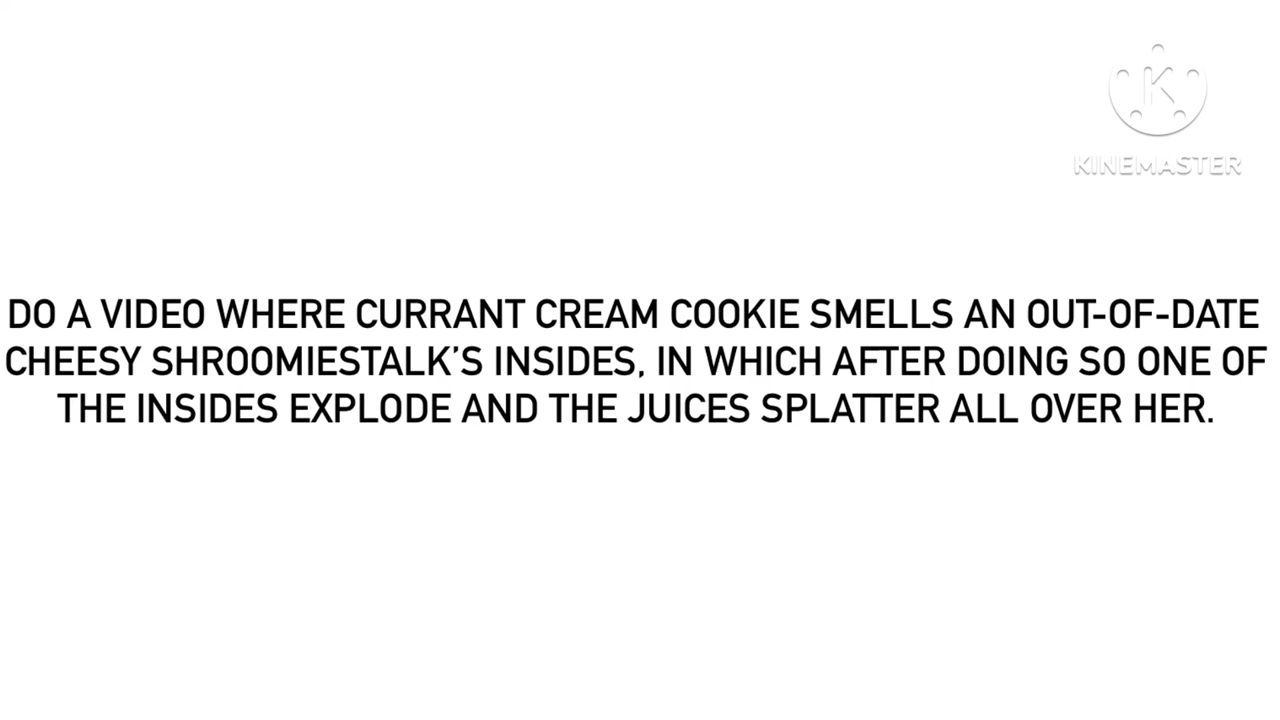 K
KINEMASTER
DO A VIDEO WHERE CURRANT CREAM COOKIE SMELLS AN OUT-OF-DATE
CHEESY SHROOMIESTALK’S INSIDES, IN WHICH AFTER DOING SO ONE OF
THE INSIDES EXPLODE AND THE JUICES SPLATTER ALL OVER HER.